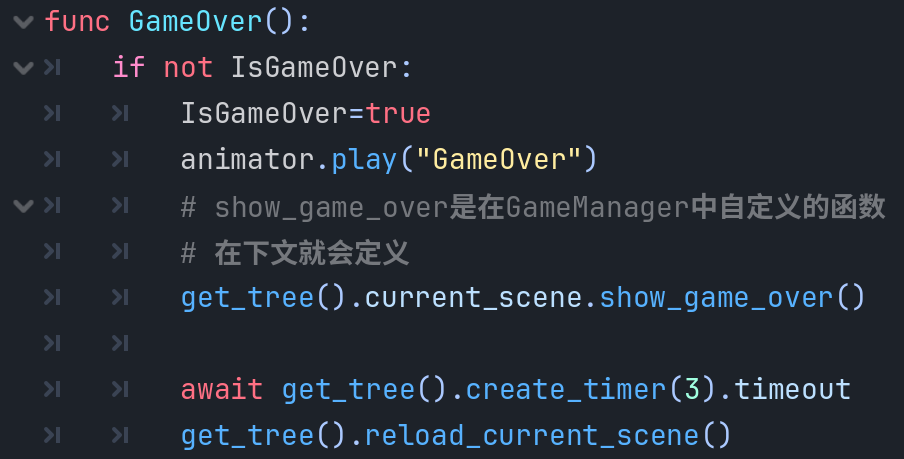 func GameOver():
if not IsGameOver:
IsGameOver=true
animator.play("GameOver")
# show_game_over是在GameManager中自定义的函数
# 在下文就会定义
get_tree().current_scene.show_game_over()
await get_tree().create_timer(3).timeout
get_tree().reload_current_scene()